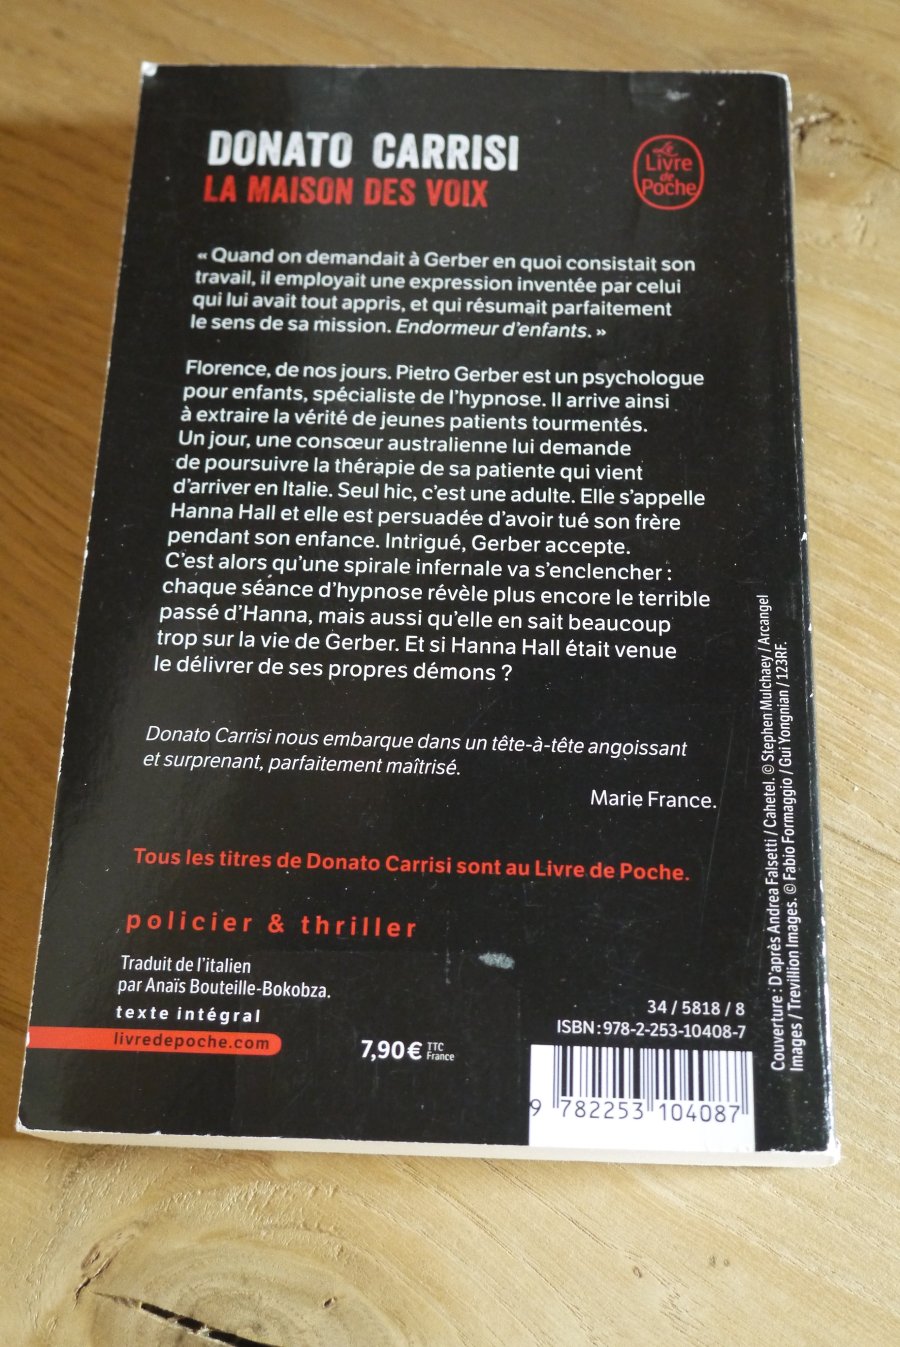 DONATO CARRISI
LA MAISON DES VOIX
Le
Livre
de
Poche
« Quand on demandait à Gerber en quoi consistait son
travail, il employait une expression inventée par celui
qui lui avait tout appris, et qui résumait parfaitement
le sens de sa mission. Endormeur d'enfants. »
Florence, de nos jours. Pietro Gerber est un psychologue
pour enfants, spécialiste de l'hypnose. Il arrive ainsi
à extraire la vérité de jeunes patients tourmentés.
Un jour, une consœur australienne lui demande
de poursuivre la thérapie de sa patiente qui vient
d'arriver en Italie. Seul hic, c'est une adulte. Elle s'appelle
Hanna Hall et elle est persuadée d'avoir tué son frère
pendant son enfance. Intrigué, Gerber accepte.
C'est alors qu'une spirale infernale va s'enclencher :
chaque séance d'hypnose révèle plus encore le terrible
passé d'Hanna, mais aussi qu'elle en sait beaucoup
trop sur la vie de Gerber. Et si Hanna Hall était venue
le délivrer de ses propres démons ?
Donato Carrisi nous embarque dans un tête-à-tête angoissant
et surprenant, parfaitement maîtrisé.
Marie France.
Tous les titres de Donato Carrisi sont au Livre de Poche.
policier & thriller
Traduit de l'italien
par Anaïs Bouteille-Bokobza.
texte intégral
livredepoche.com
7,90 € TTC
France
34 / 5818 / 8
ISBN : 978-2-253-10408-7
9 782253 104087
Couverture : D'après Andrea Falsetti / Cahetel. © Stephen Mulchaey / Arcangel
Images / Trevillion Images. © Fabio Formaggio / Gui Yongnian / 123RF.